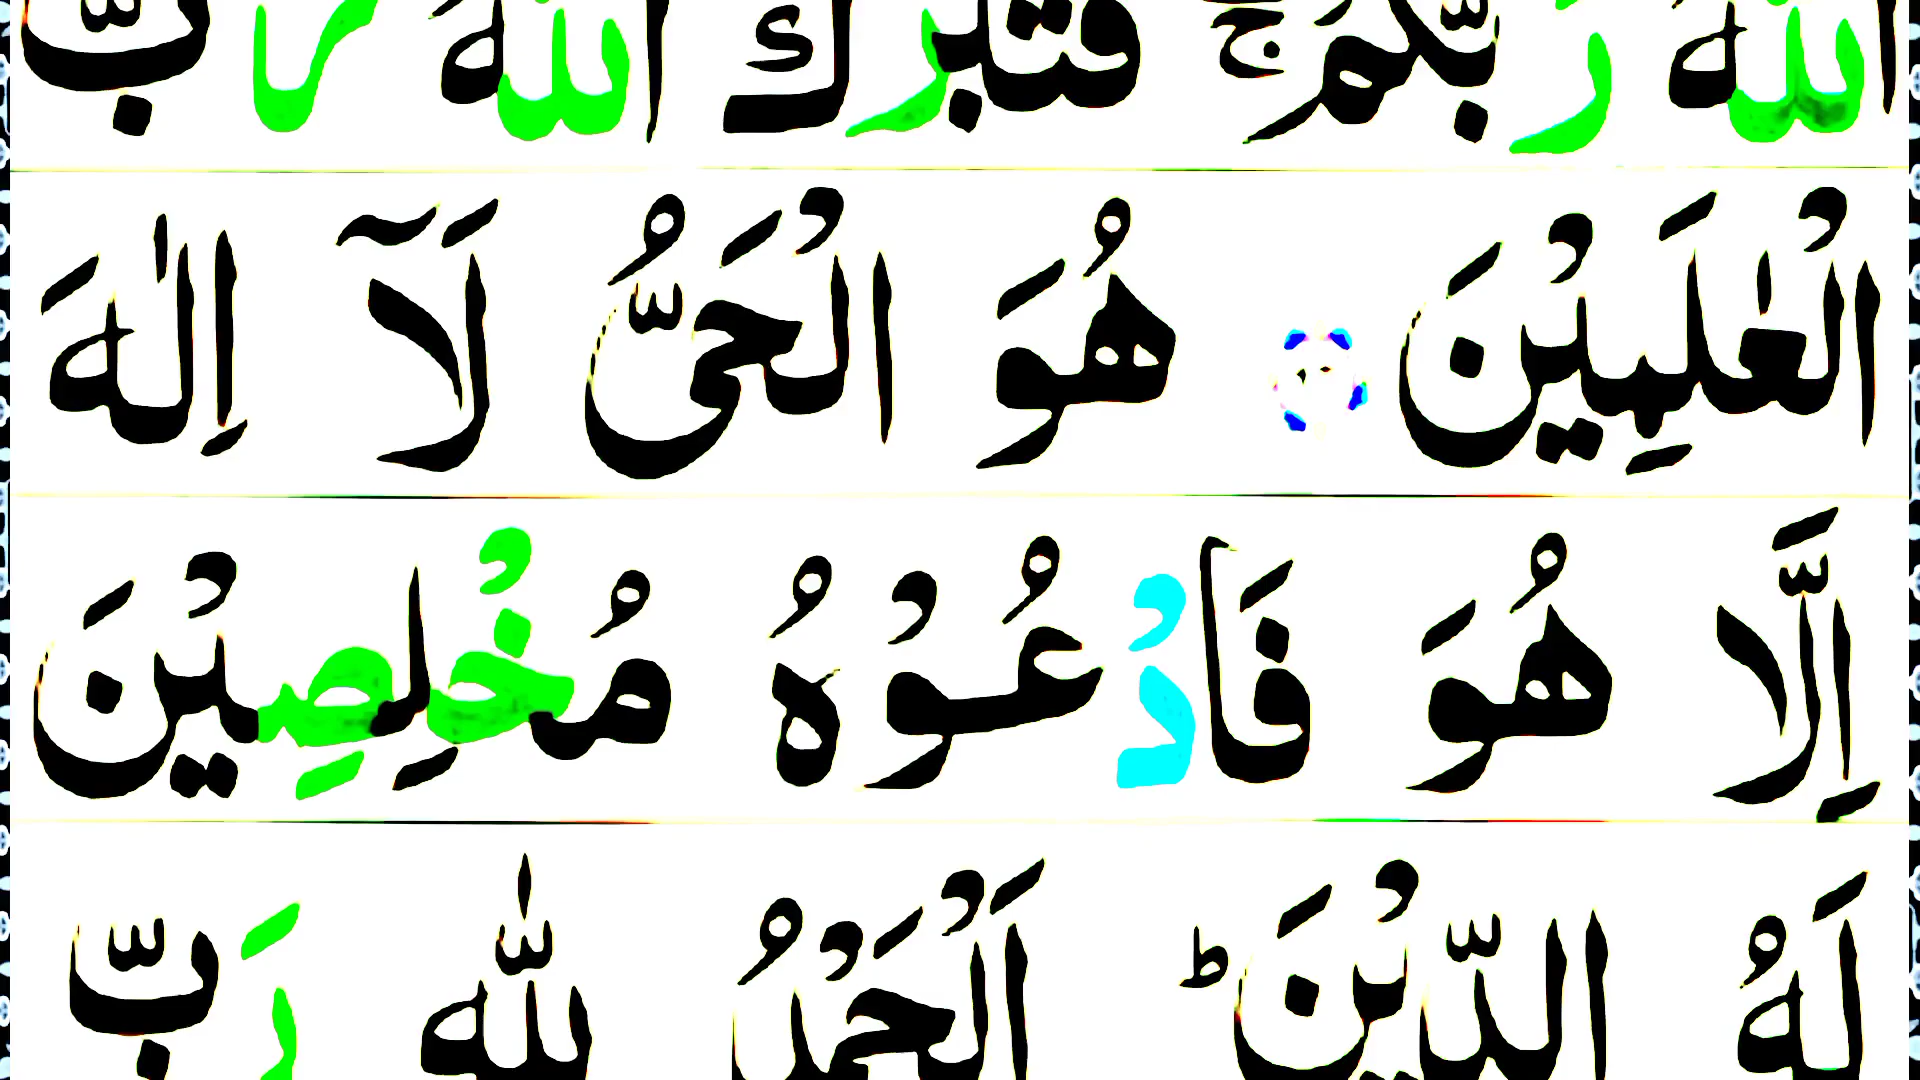 اللّٰهُ رَبُّكُمْ ۚ فَتَبٰرَكَ اللّٰهُ رَبُّ
الْعٰلَمِيْنَ هُوَ الْحَيُّ لَآ اِلٰهَ
اِلَّا هُوَ فَادْعُوْهُ مُخْلِصِيْنَ
لَهُ الدِّيْنَ ؕ اَلْحَمْدُ لِلّٰهِ رَبِّ